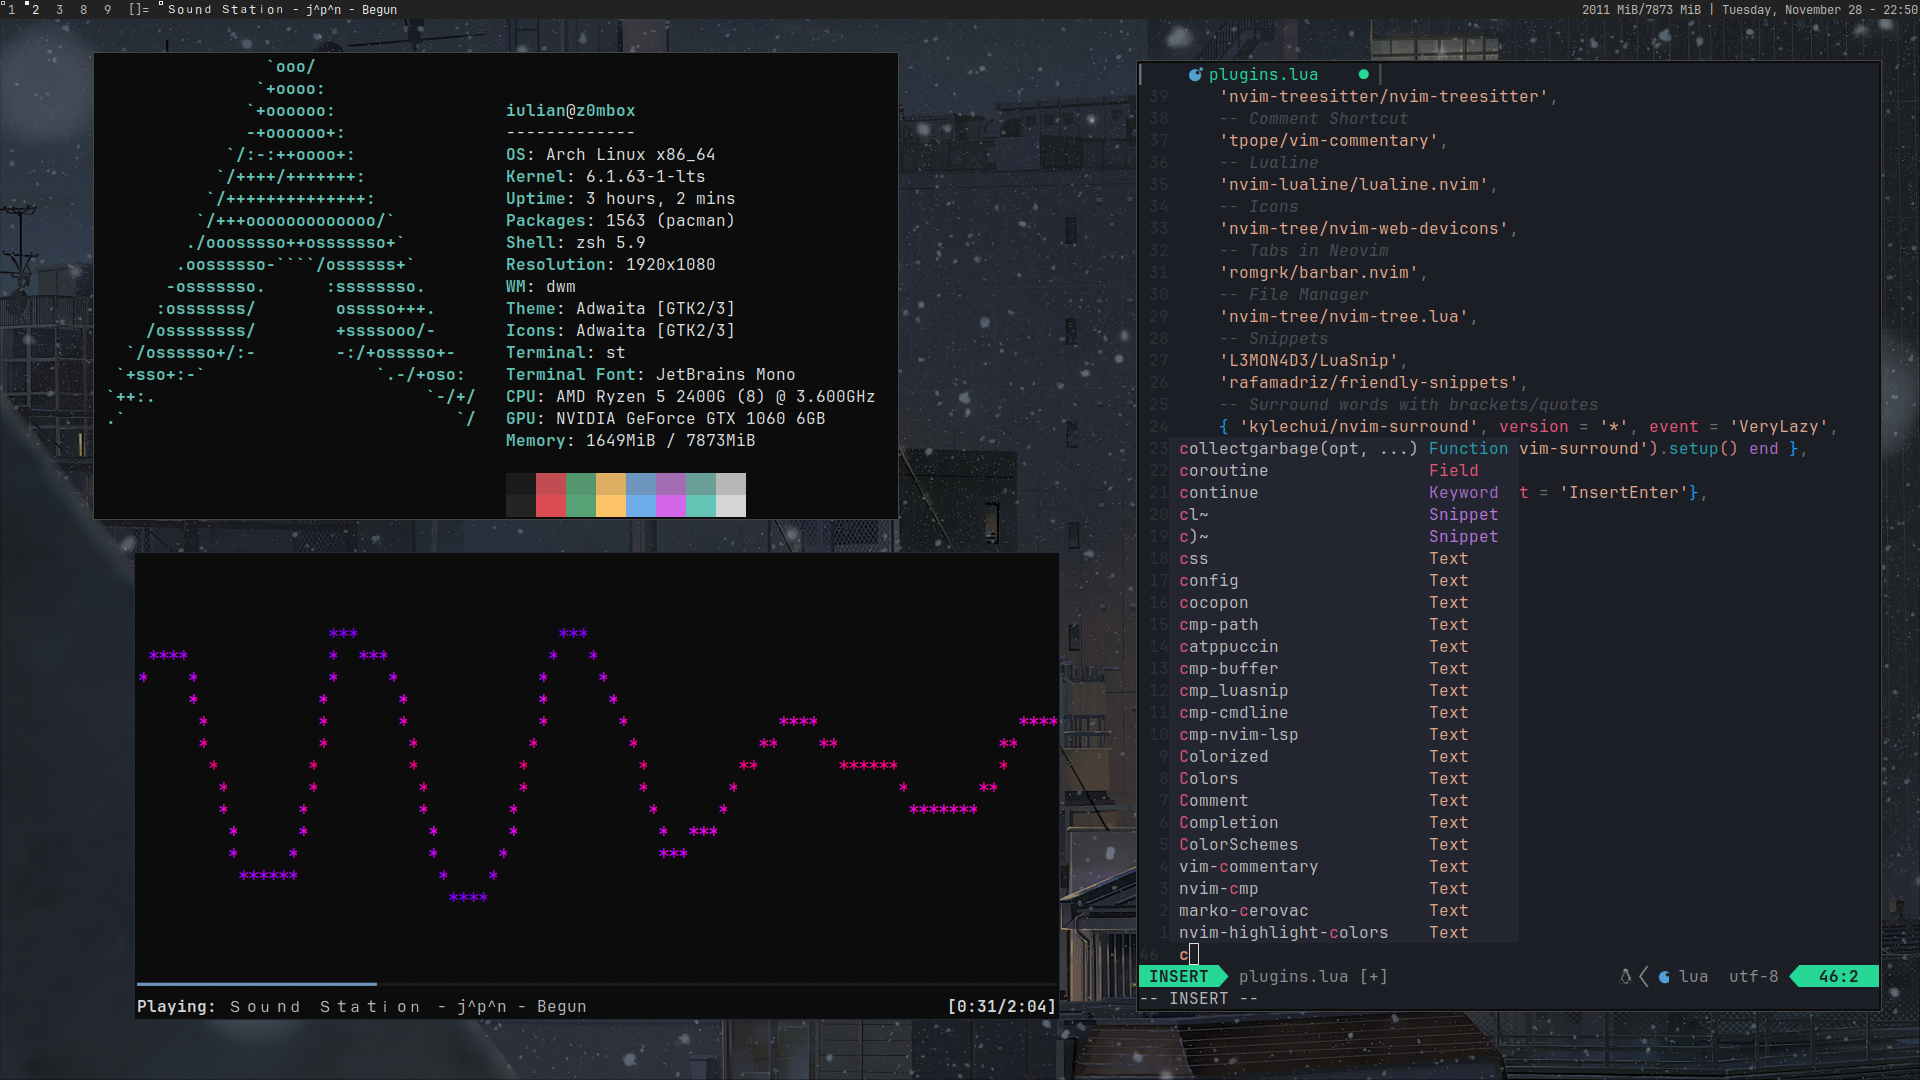 1 2 3 8 9 []= Sound Station - j^p^n - Begun
2011 MiB/7873 MiB | Tuesday, November 28 - 22:50
`ooo/
`+oooo:
`+oooooo:
-+oooooo+:
`/:-:++oooo+:
`/++++/+++++++:
`/++++++++++++++:
`/+++ooooooooooooo/`
./ooosssso++osssssso+`
.oossssso-````/ossssss+`
-osssssso. :ssssssso.
:osssssss/ osssso+++.
/ossssssss/ +ssssooo/-
`/ossssso+/:- -:/+osssso+-
`+sso+:-` `.-/+oso:
`++:. `-/+/
.` `/
iulian@z0mbox
-------------
OS: Arch Linux x86_64
Kernel: 6.1.63-1-lts
Uptime: 3 hours, 2 mins
Packages: 1563 (pacman)
Shell: zsh 5.9
Resolution: 1920x1080
WM: dwm
Theme: Adwaita [GTK2/3]
Icons: Adwaita [GTK2/3]
Terminal: st
Terminal Font: JetBrains Mono
CPU: AMD Ryzen 5 2400G (8) @ 3.600GHz
GPU: NVIDIA GeForce GTX 1060 6GB
Memory: 1649MiB / 7873MiB
Playing: Sound Station - j^p^n - Begun [0:31/2:04]
plugins.lua
39 'nvim-treesitter/nvim-treesitter',
38 -- Comment Shortcut
37 'tpope/vim-commentary',
36 -- Lualine
35 'nvim-lualine/lualine.nvim',
34 -- Icons
33 'nvim-tree/nvim-web-devicons',
32 -- Tabs in Neovim
31 'romgrk/barbar.nvim',
30 -- File Manager
29 'nvim-tree/nvim-tree.lua',
28 -- Snippets
27 'L3MON4D3/LuaSnip',
26 'rafamadriz/friendly-snippets',
25 -- Surround words with brackets/quotes
24 { 'kylechui/nvim-surround', version = '*', event = 'VeryLazy',
23 collectgarbage(opt, ...) Function vim-surround').setup() end },
22 coroutine Field
21 continue Keyword t = 'InsertEnter'},
20 cl~ Snippet
19 c)~ Snippet
18 css Text
17 config Text
16 cocopon Text
15 cmp-path Text
14 catppuccin Text
13 cmp-buffer Text
12 cmp_luasnip Text
11 cmp-cmdline Text
10 cmp-nvim-lsp Text
9 Colorized Text
8 Colors Text
7 Comment Text
6 Completion Text
5 ColorSchemes Text
4 vim-commentary Text
3 nvim-cmp Text
2 marko-cerovac Text
1 nvim-highlight-colors Text
46 c
INSERT plugins.lua [+] lua utf-8 46:2
-- INSERT --